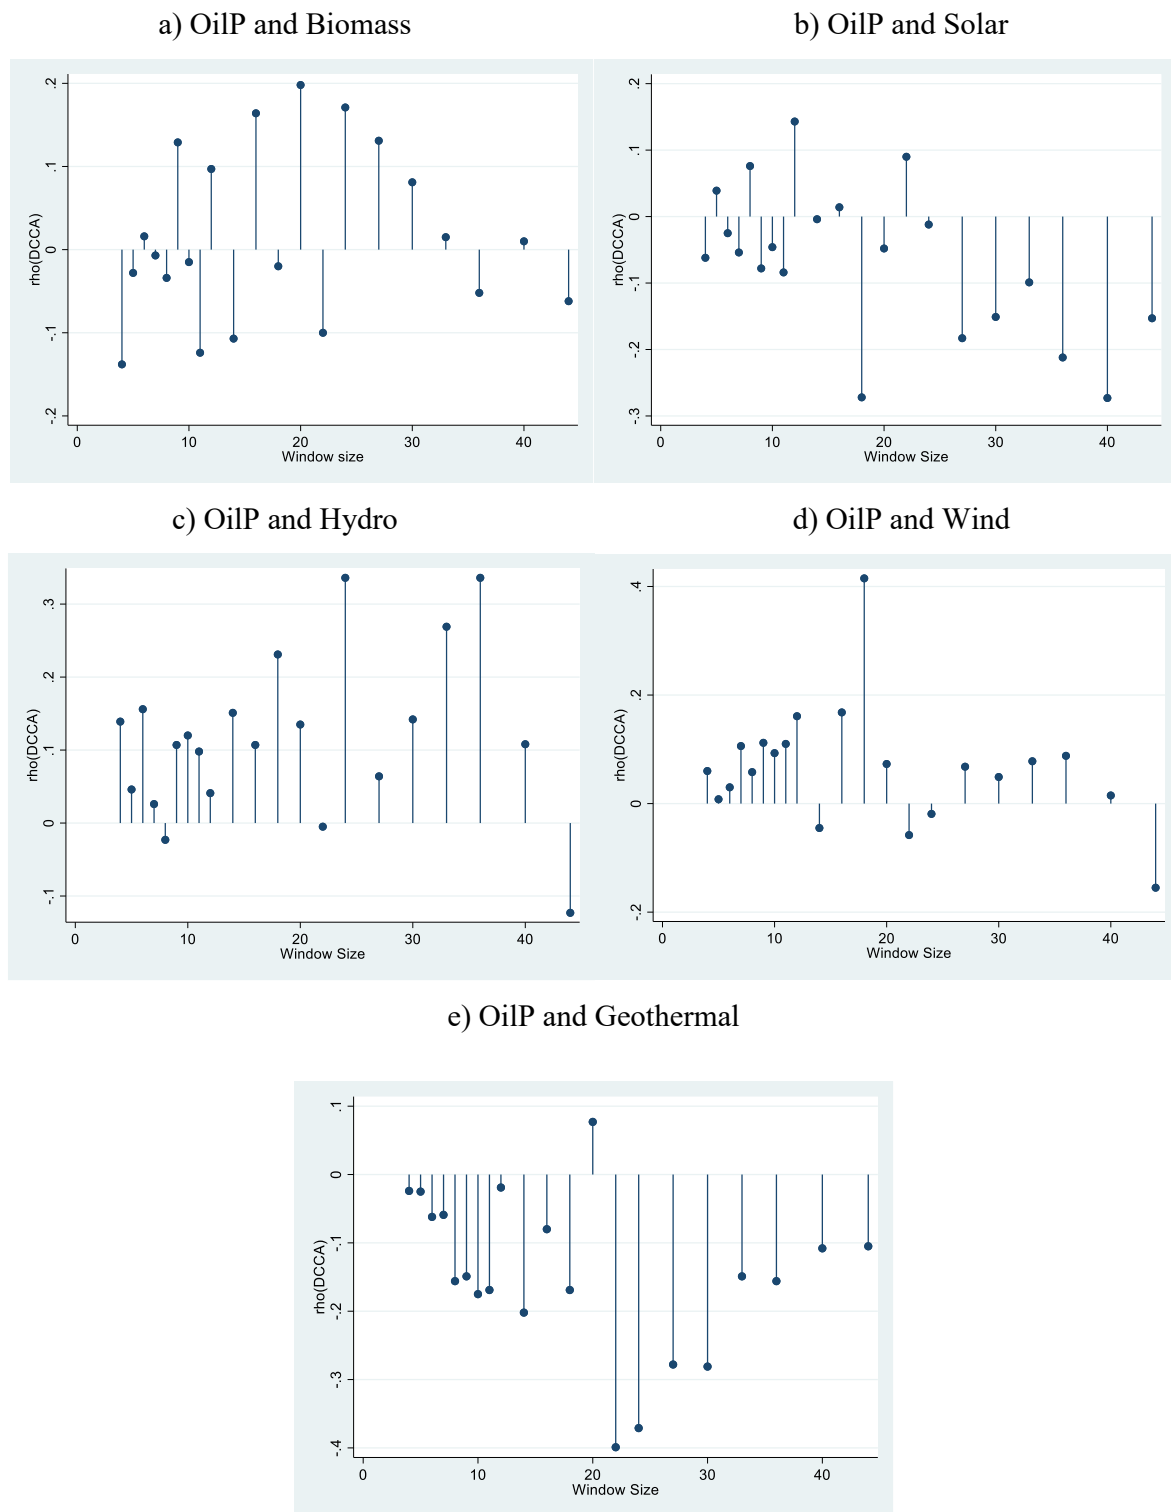 a) OilP and Biomass
b) OilP and Solar
rho(DCCA)
.2
.1
0
-.1
-.2
0 10 20 30 40
Window size
rho(DCCA)
.2
.1
0
-.1
-.2
-.3
0 10 20 30 40
Window Size
c) OilP and Hydro
d) OilP and Wind
rho(DCCA)
.3
.2
.1
0
-.1
0 10 20 30 40
Window Size
rho(DCCA)
.4
.2
0
-.2
0 10 20 30 40
Window Size
e) OilP and Geothermal
rho(DCCA)
.1
0
-.1
-.2
-.3
-.4
0 10 20 30 40
Window Size